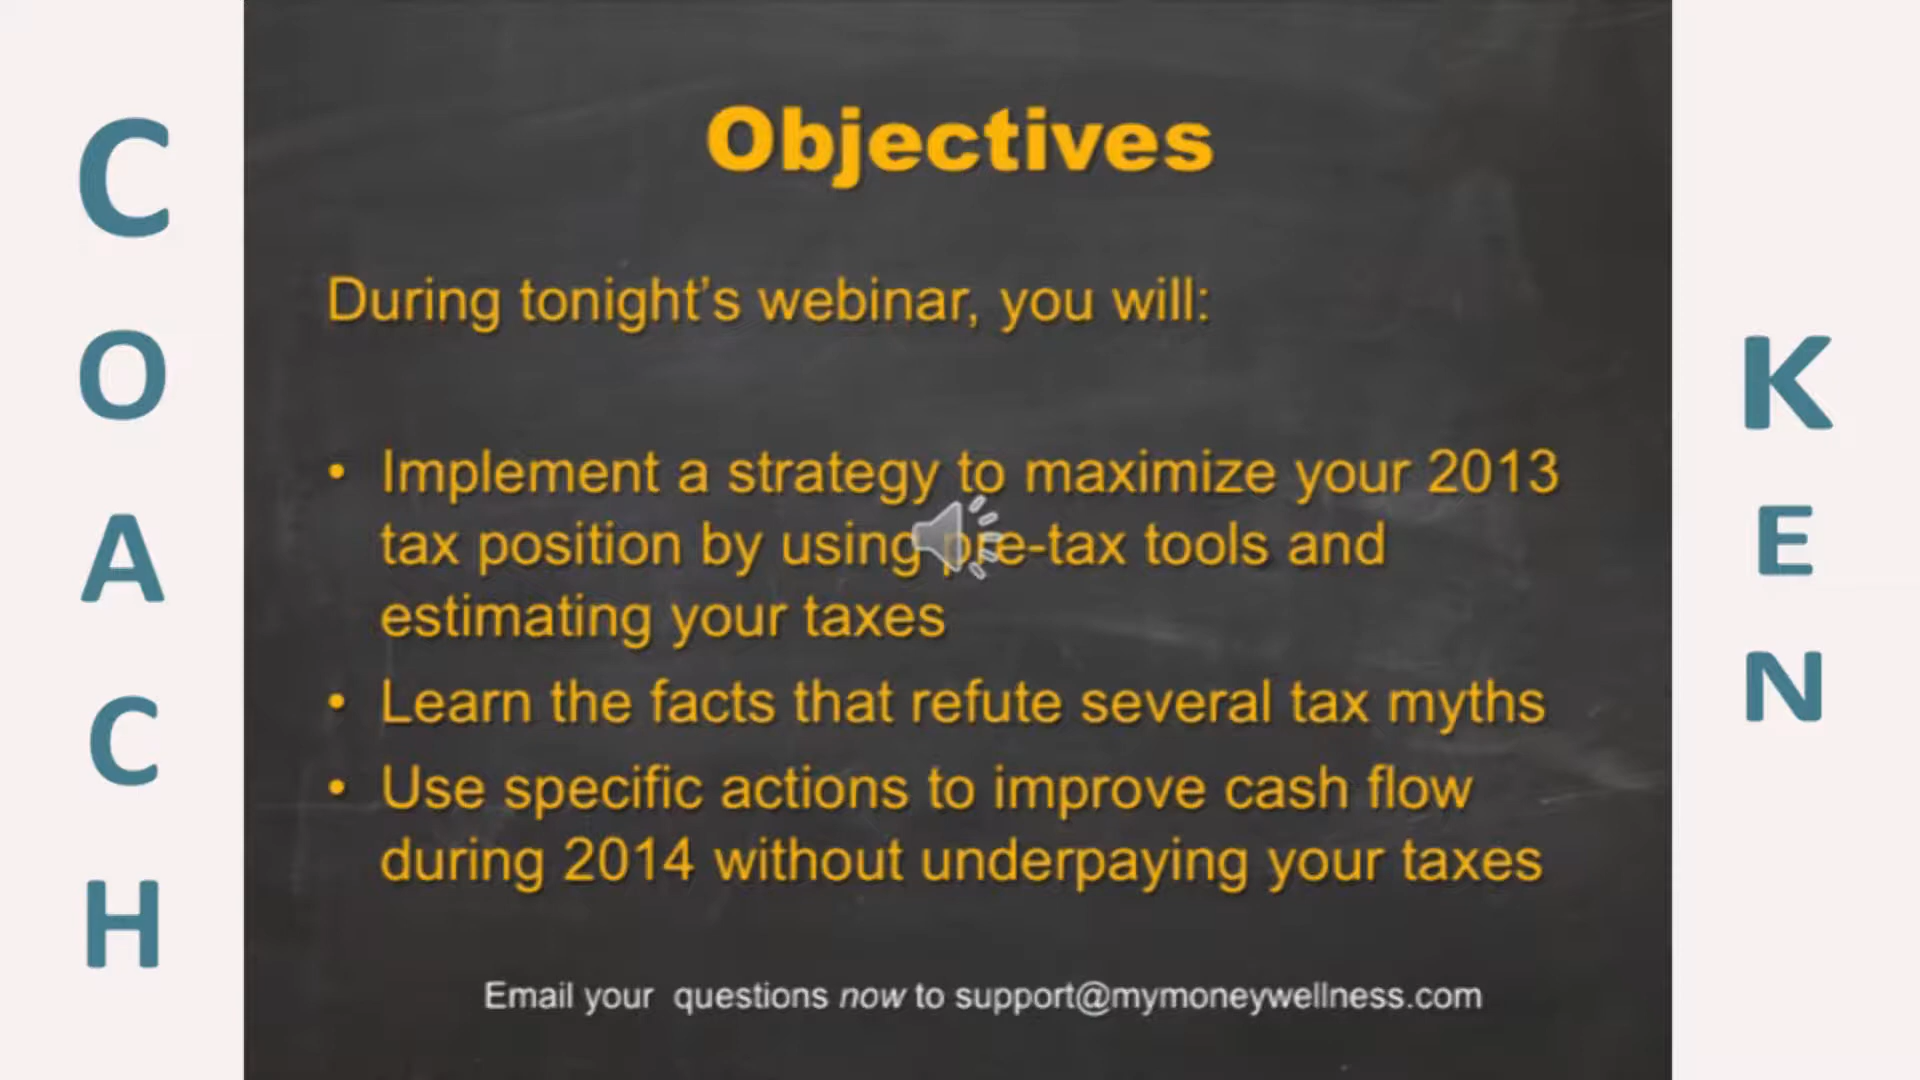 COACH
Objectives
During tonight's webinar, you will:
• Implement a strategy to maximize your 2013
tax position by using pre-tax tools and
estimating your taxes
• Learn the facts that refute several tax myths
• Use specific actions to improve cash flow
during 2014 without underpaying your taxes
Email your questions now to support@mymoneywellness.com
KEN